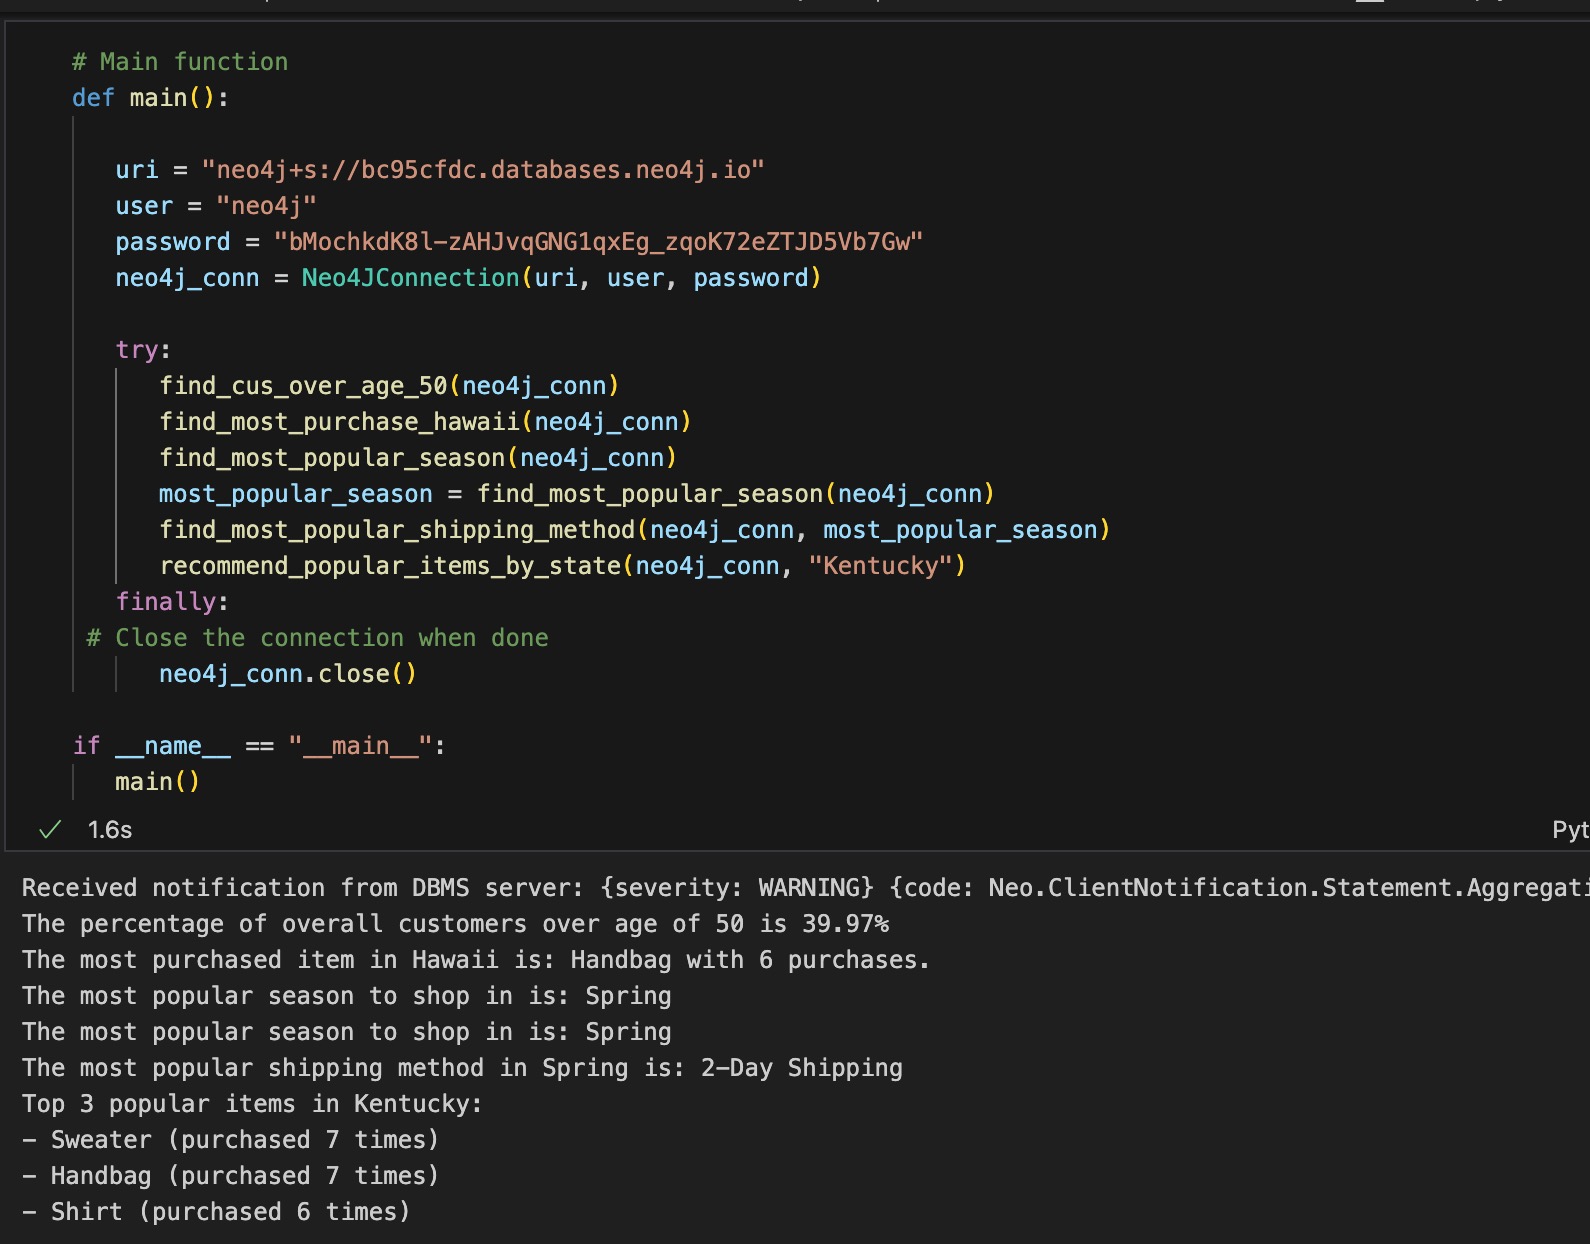 # Main function
def main():
uri = "neo4j+s://bc95cfdc.databases.neo4j.io"
user = "neo4j"
password = "bMochkdK8l-zAHJvqGNG1qxEg_zqoK72eZTJD5Vb7Gw"
neo4j_conn = Neo4JConnection(uri, user, password)
try:
find_cus_over_age_50(neo4j_conn)
find_most_purchase_hawaii(neo4j_conn)
find_most_popular_season(neo4j_conn)
most_popular_season = find_most_popular_season(neo4j_conn)
find_most_popular_shipping_method(neo4j_conn, most_popular_season)
recommend_popular_items_by_state(neo4j_conn, "Kentucky")
finally:
# Close the connection when done
neo4j_conn.close()
if __name__ == "__main__":
main()
1.6s
Pyt
Received notification from DBMS server: {severity: WARNING} {code: Neo.ClientNotification.Statement.Aggregati
The percentage of overall customers over age of 50 is 39.97%
The most purchased item in Hawaii is: Handbag with 6 purchases.
The most popular season to shop in is: Spring
The most popular season to shop in is: Spring
The most popular shipping method in Spring is: 2-Day Shipping
Top 3 popular items in Kentucky:
- Sweater (purchased 7 times)
- Handbag (purchased 7 times)
- Shirt (purchased 6 times)